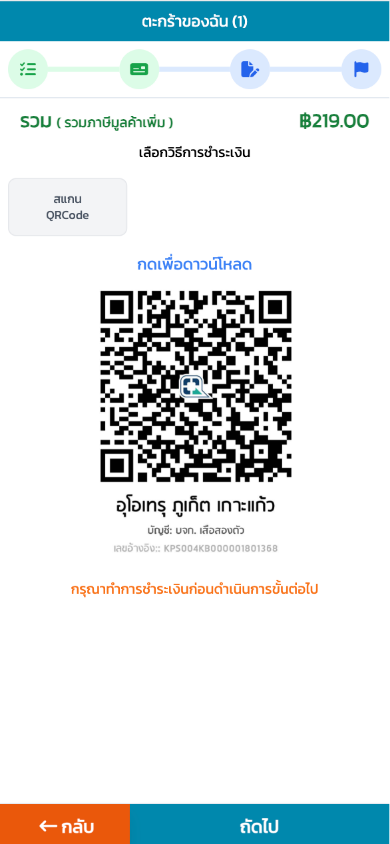 ตะกร้าของฉัน (1)
รวม ( รวมภาษีมูลค้าเพิ่ม ) ฿219.00
เลือกวิธีการชำระเงิน
สแกน
QRCode
กดเพื่อดาวน์โหลด
อุโอเทรุ ภูเก็ต เกาะแก้ว
บัญชี: บจก. เสือสองตัว
เลขอ้างอิง:: KPS004KB000001801368
กรุณาทำการชำระเงินก่อนดำเนินการขั้นต่อไป
← กลับ ถัดไป